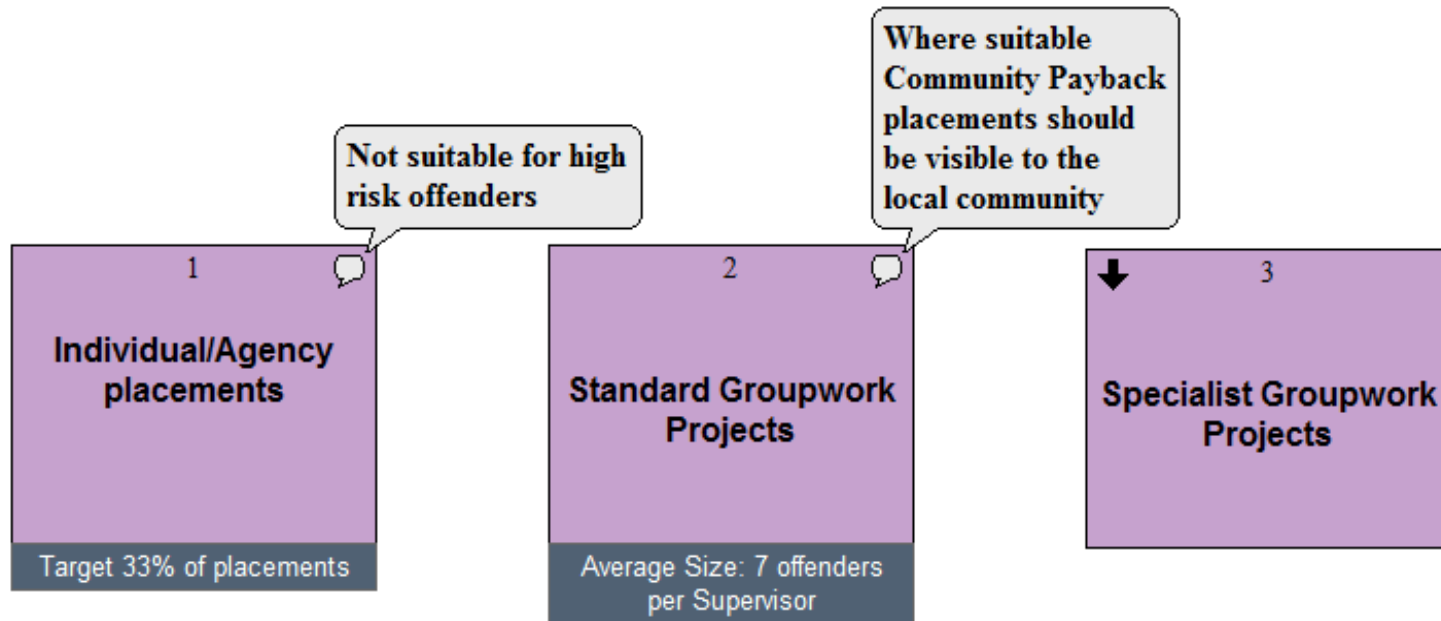 Not suitable for high
risk offenders
Where suitable
Community Payback
placements should
be visible to the
local community
1
Individual/Agency
placements
Target 33% of placements
2
Standard Groupwork
Projects
Average Size: 7 offenders
per Supervisor
3
Specialist Groupwork
Projects